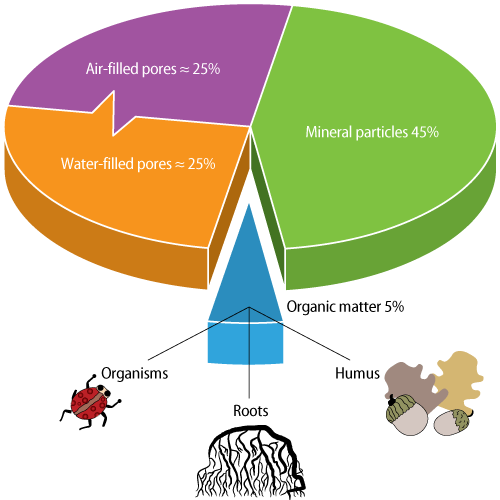 Air-filled pores ≈ 25%
Mineral particles 45%
Water-filled pores ≈ 25%
Organic matter 5%
Organisms
Humus
Roots